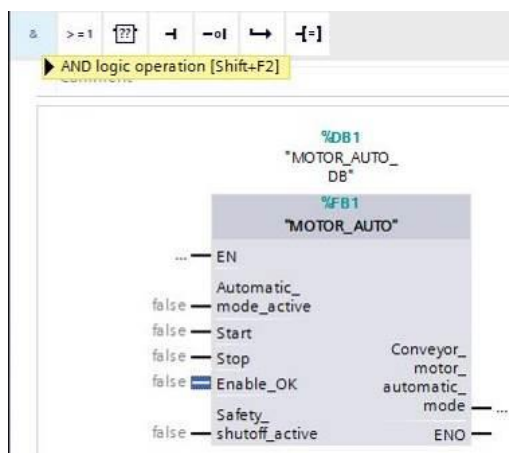 & >=1 ?? -| -o| -[=]
AND logic operation [Shift+F2]
Comment
%DB1
"MOTOR_AUTO_
DB"
%FB1
"MOTOR_AUTO"
... EN
Automatic_
false mode_active
false Start
false Stop
false Enable_OK
Safety_
false shutoff_active
Conveyor_
motor_
automatic_
mode ...
ENO